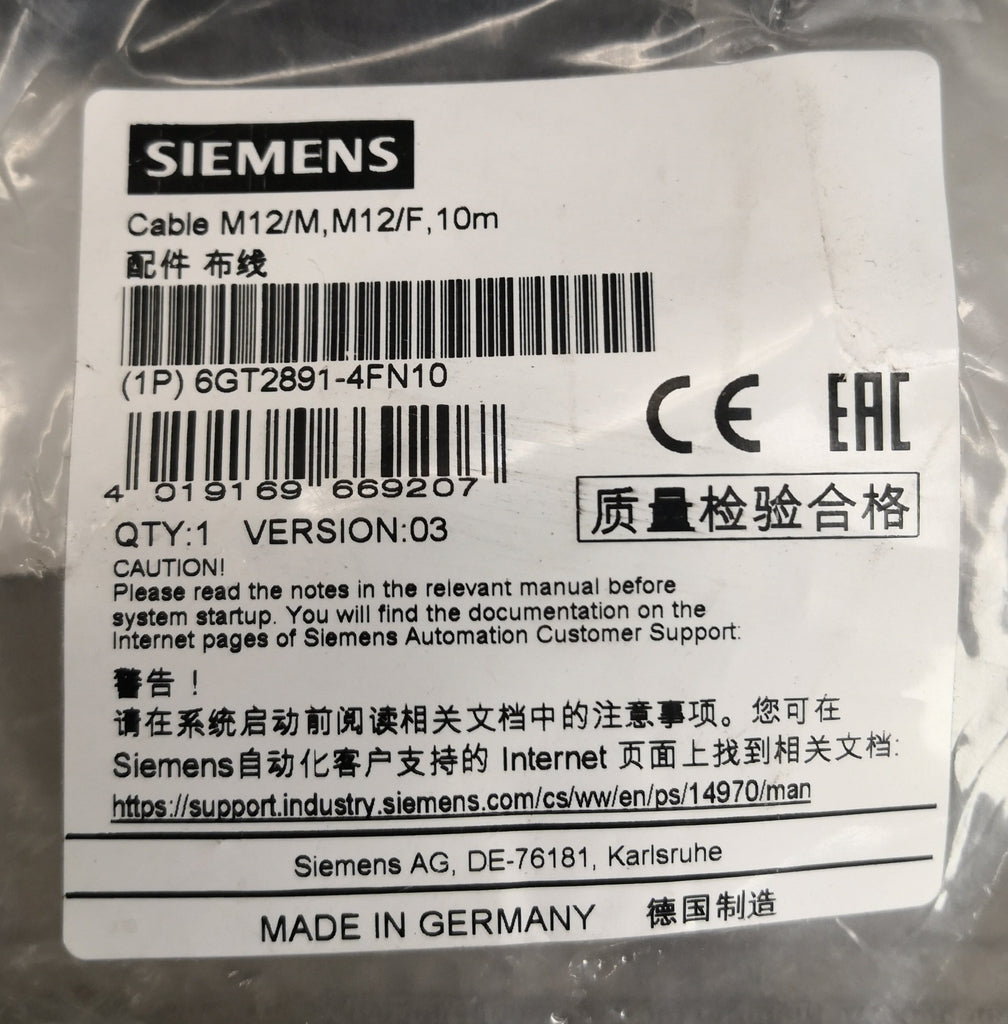 SIEMENS
Cable M12/M,M12/F,10m
配件 布线
(1P) 6GT2891-4FN10
4 019169 669207
CE EAC
质量检验合格
QTY:1 VERSION:03
CAUTION!
Please read the notes in the relevant manual before
system startup. You will find the documentation on the
Internet pages of Siemens Automation Customer Support:
警告！
请在系统启动前阅读相关文档中的注意事项。您可在
Siemens自动化客户支持的 Internet 页面上找到相关文档:
https://support.industry.siemens.com/cs/ww/en/ps/14970/man
Siemens AG, DE-76181, Karlsruhe
MADE IN GERMANY 德国制造